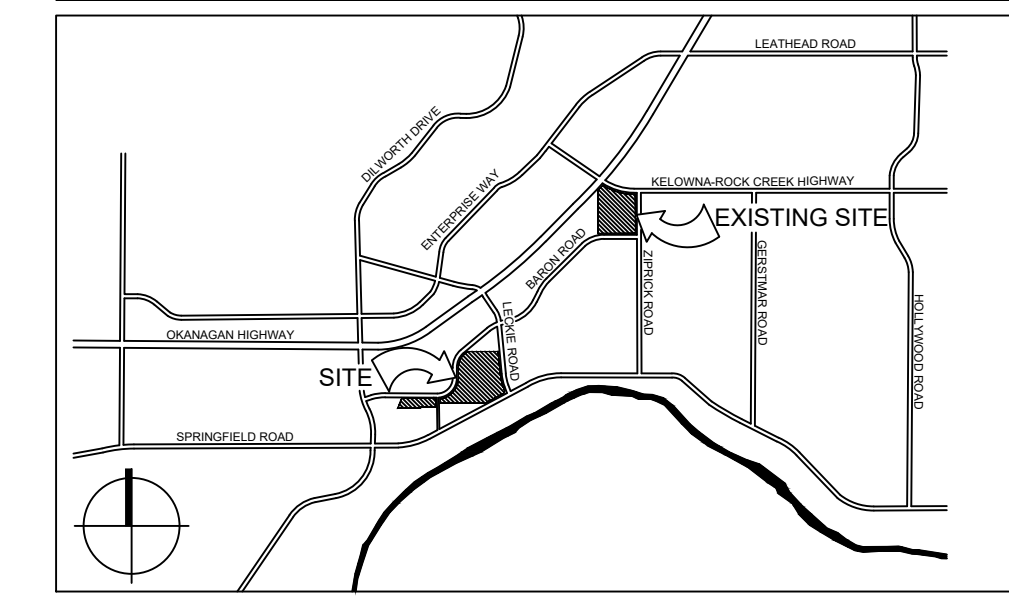 LEATHEAD ROAD
DILWORTH DRIVE
ENTERPRISE WAY
KELOWNA-ROCK CREEK HIGHWAY
EXISTING SITE
BARON ROAD
ZIPRICK ROAD
GERSTMAR ROAD
HOLLYWOOD ROAD
LECKIE ROAD
OKANAGAN HIGHWAY
SITE
SPRINGFIELD ROAD